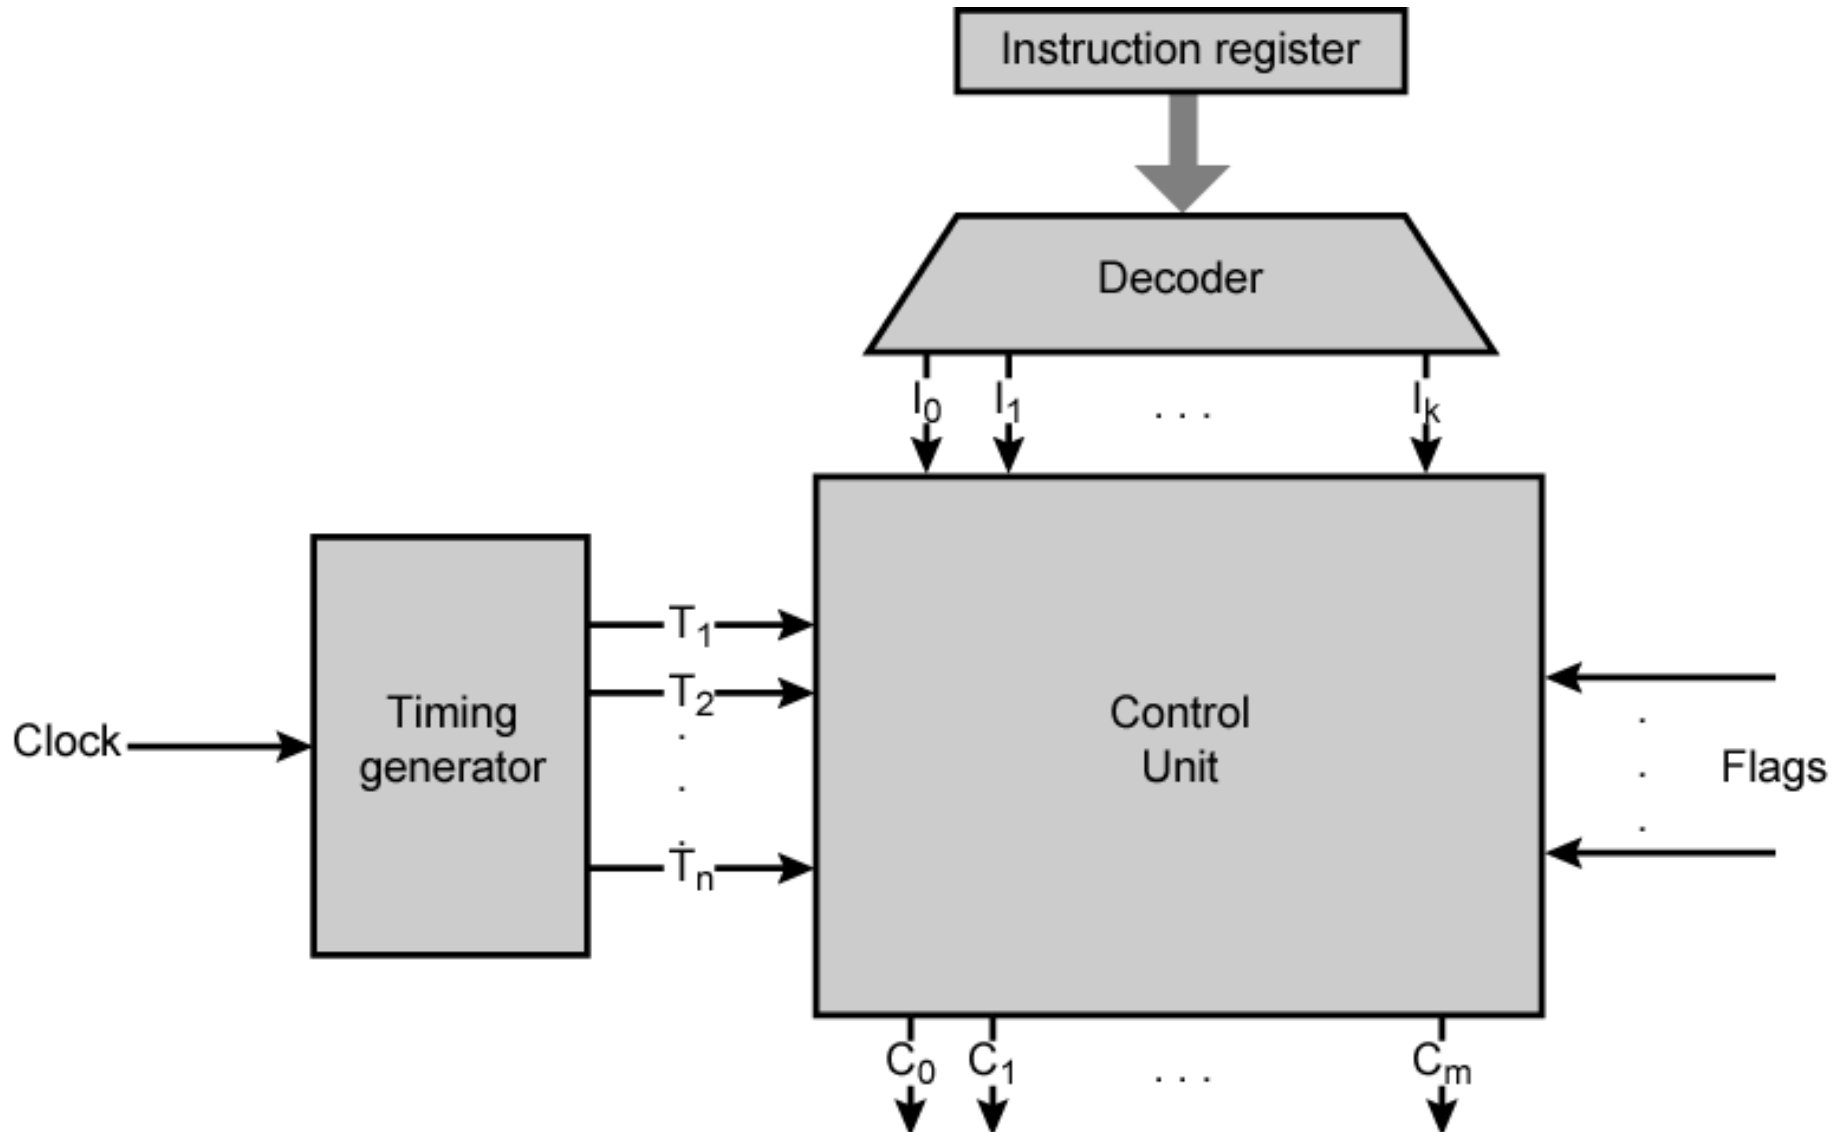 Instruction register
Decoder
I0 I1 . . . Ik
T1
T2
.
.
.
Tn
Clock
Timing
generator
Control
Unit
.
.
.
Flags
C0 C1 . . . Cm